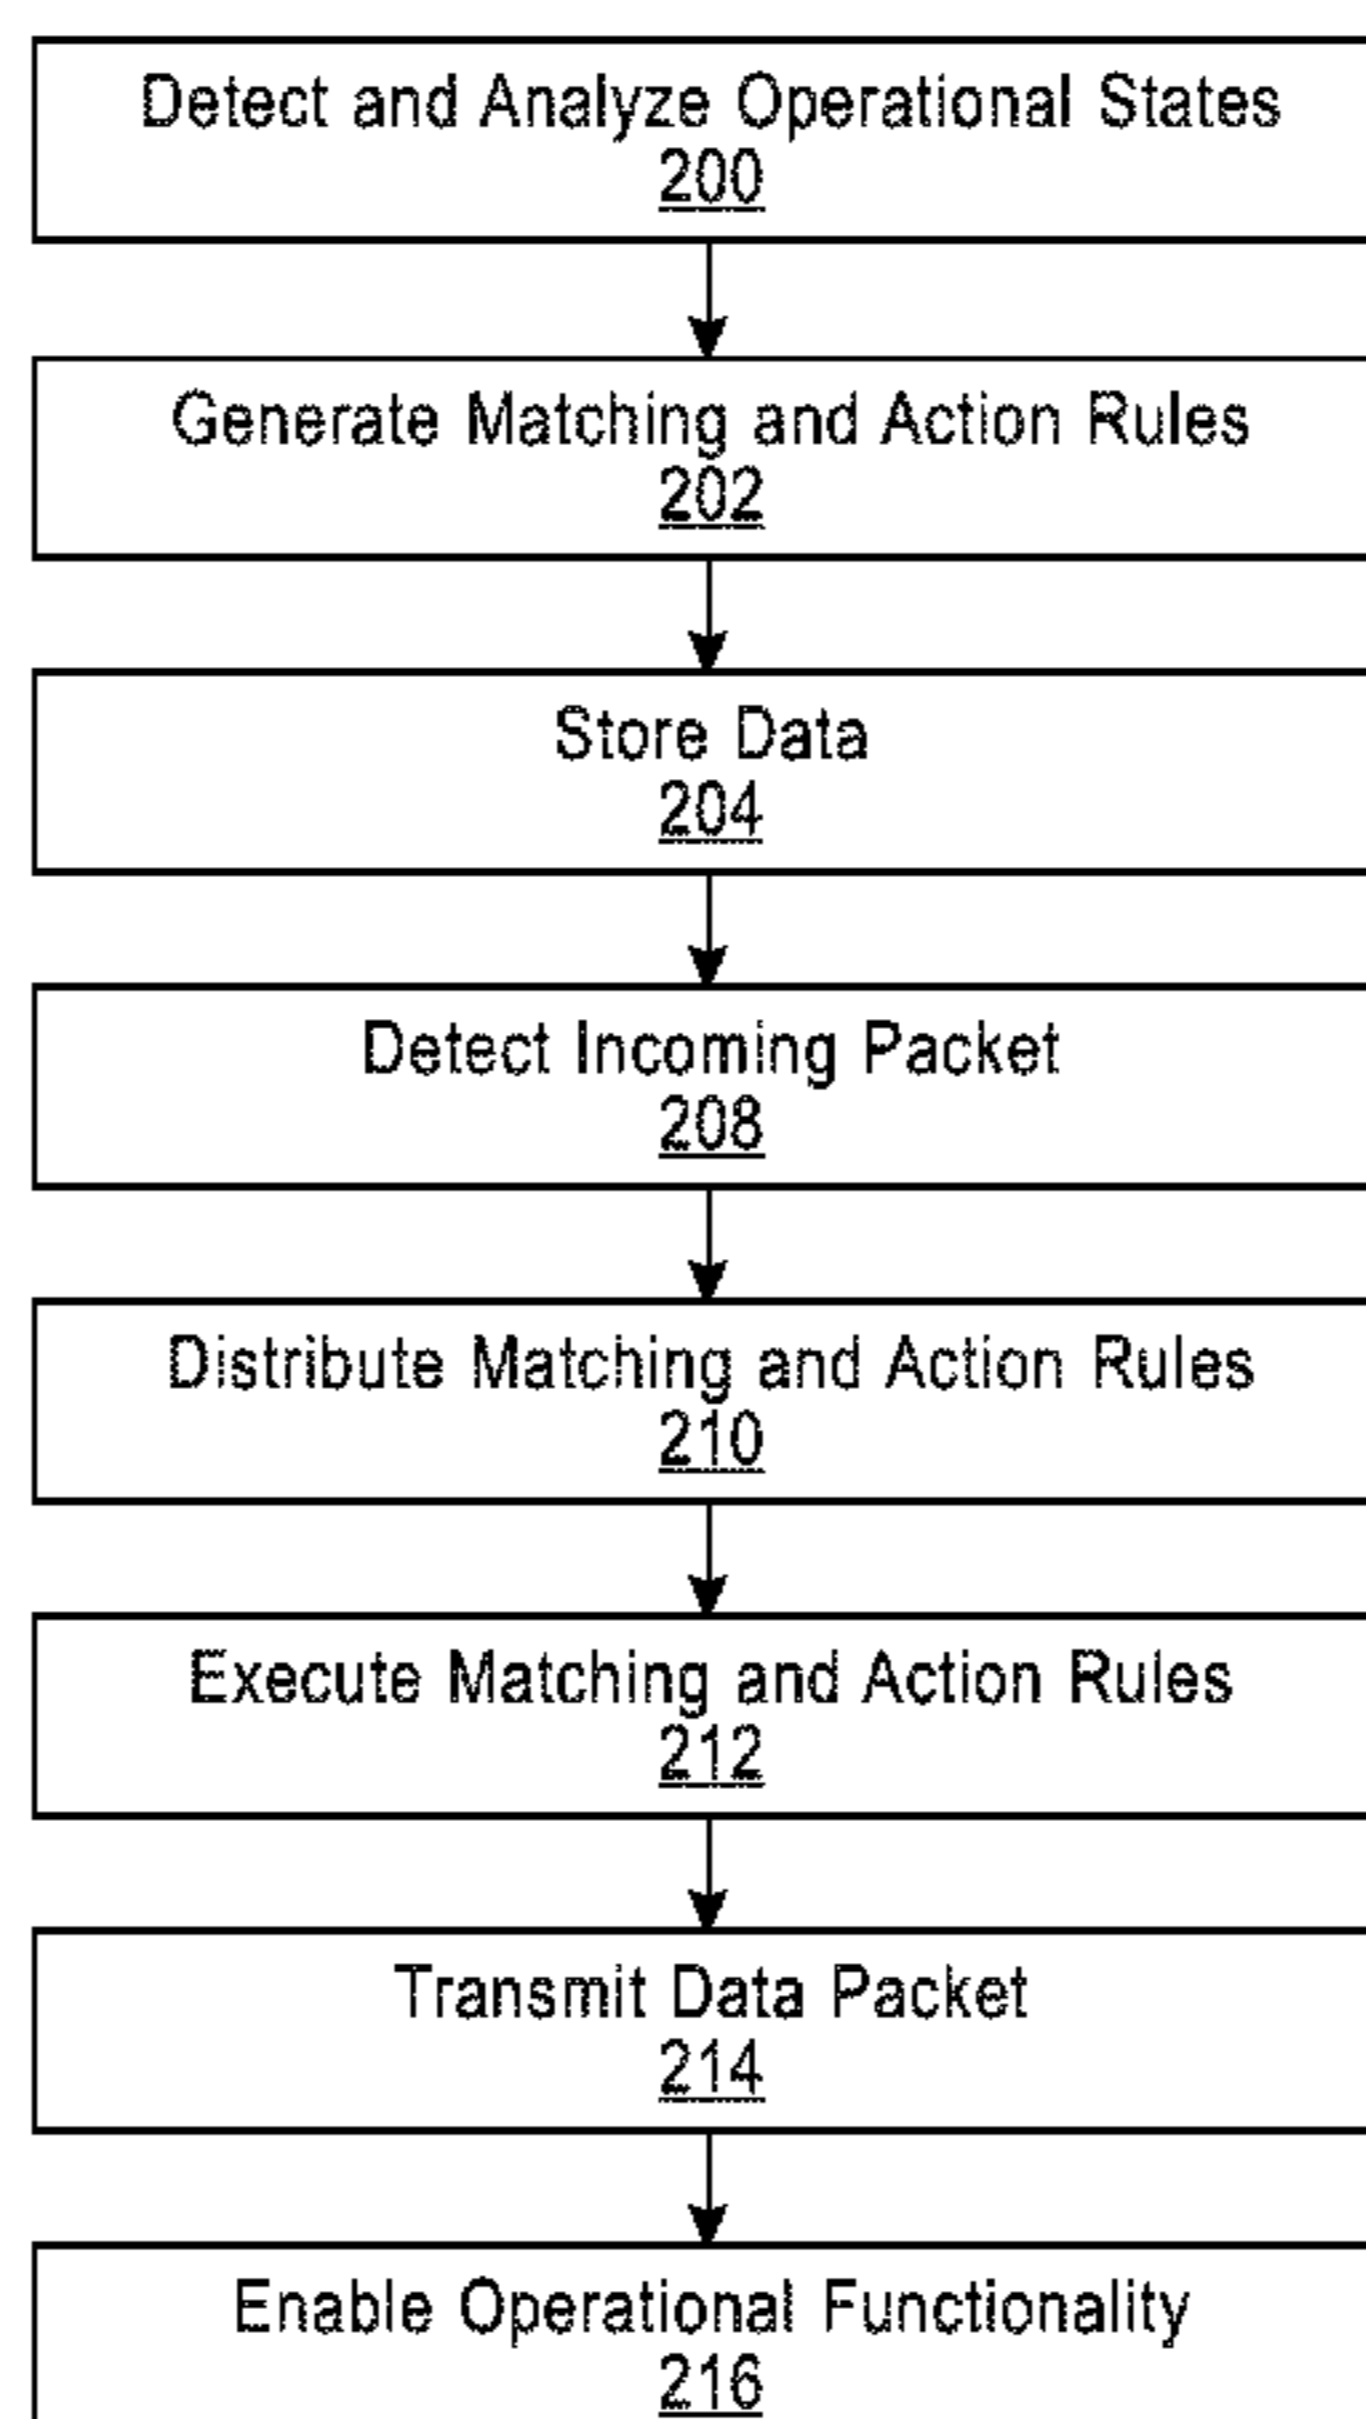 Detect and Analyze Operational States
200
Generate Matching and Action Rules
202
Store Data
204
Detect Incoming Packet
208
Distribute Matching and Action Rules
210
Execute Matching and Action Rules
212
Transmit Data Packet
214
Enable Operational Functionality
216